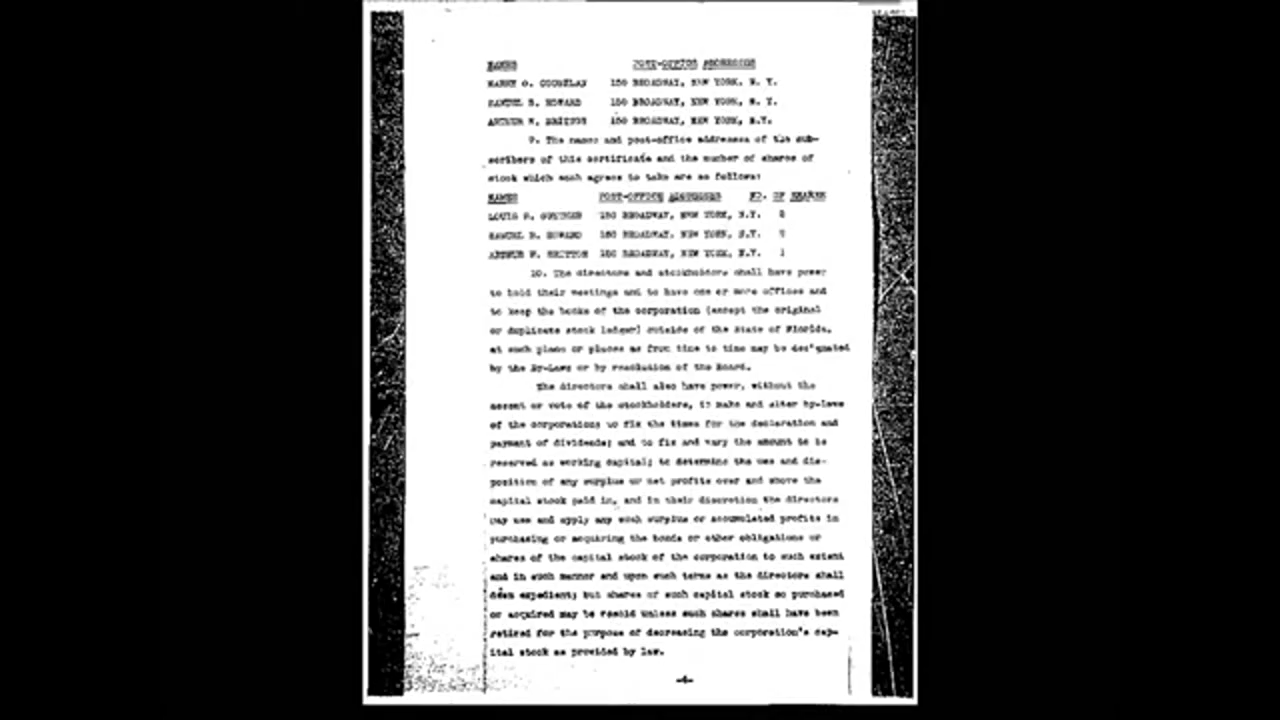 NAMES POST-OFFICE ADDRESSES
HARRY O. COUGHLAN 150 BROADWAY, NEW YORK, N. Y.
SAMUEL B. HOWARD 150 BROADWAY, NEW YORK, N. Y.
ARTHUR W. BRITTON 150 BROADWAY, NEW YORK, N.Y.
9. The names and post-office addresses of the sub-
scribers of this certificate and the number of shares of
stock which each agrees to take are as follows:
NAMES POST-OFFICE ADDRESSES NO. OF SHARES
LOUIS 150 BROADWAY, NEW YORK, N.Y.
SAMUEL B. HOWARD 150 BROADWAY, NEW YORK, N.Y.
ARTHUR W. BRITTON 150 BROADWAY, NEW YORK, N.Y. 1
10. The directors and stockholders shall have power
to hold their meetings and to have one or more offices and
to keep the books of the corporation (except the original
or duplicate stock ledger) outside of the State of Florida,
at such place or places as from time to time may be designated
by the By-Laws or by resolution of the Board.
The directors shall also have power, without the
assent or vote of the stockholders, to make and alter by-laws
of the corporation; to fix the times for the declaration and
payment of dividends; and to fix and vary the amount to be
reserved as working capital; to determine the use and dis-
position of any surplus or net profits over and above the
capital stock paid in, and in their discretion the directors
may use and apply any such surplus or accumulated profits in
purchasing or acquiring the bonds or other obligations or
shares of the capital stock of the corporation to such extent
and in such manner and upon such terms as the directors shall
deem expedient; but shares of such capital stock so purchased
or acquired may be resold unless such shares shall have been
retired for the purpose of decreasing the corporation's cap-
ital stock as provided by law.